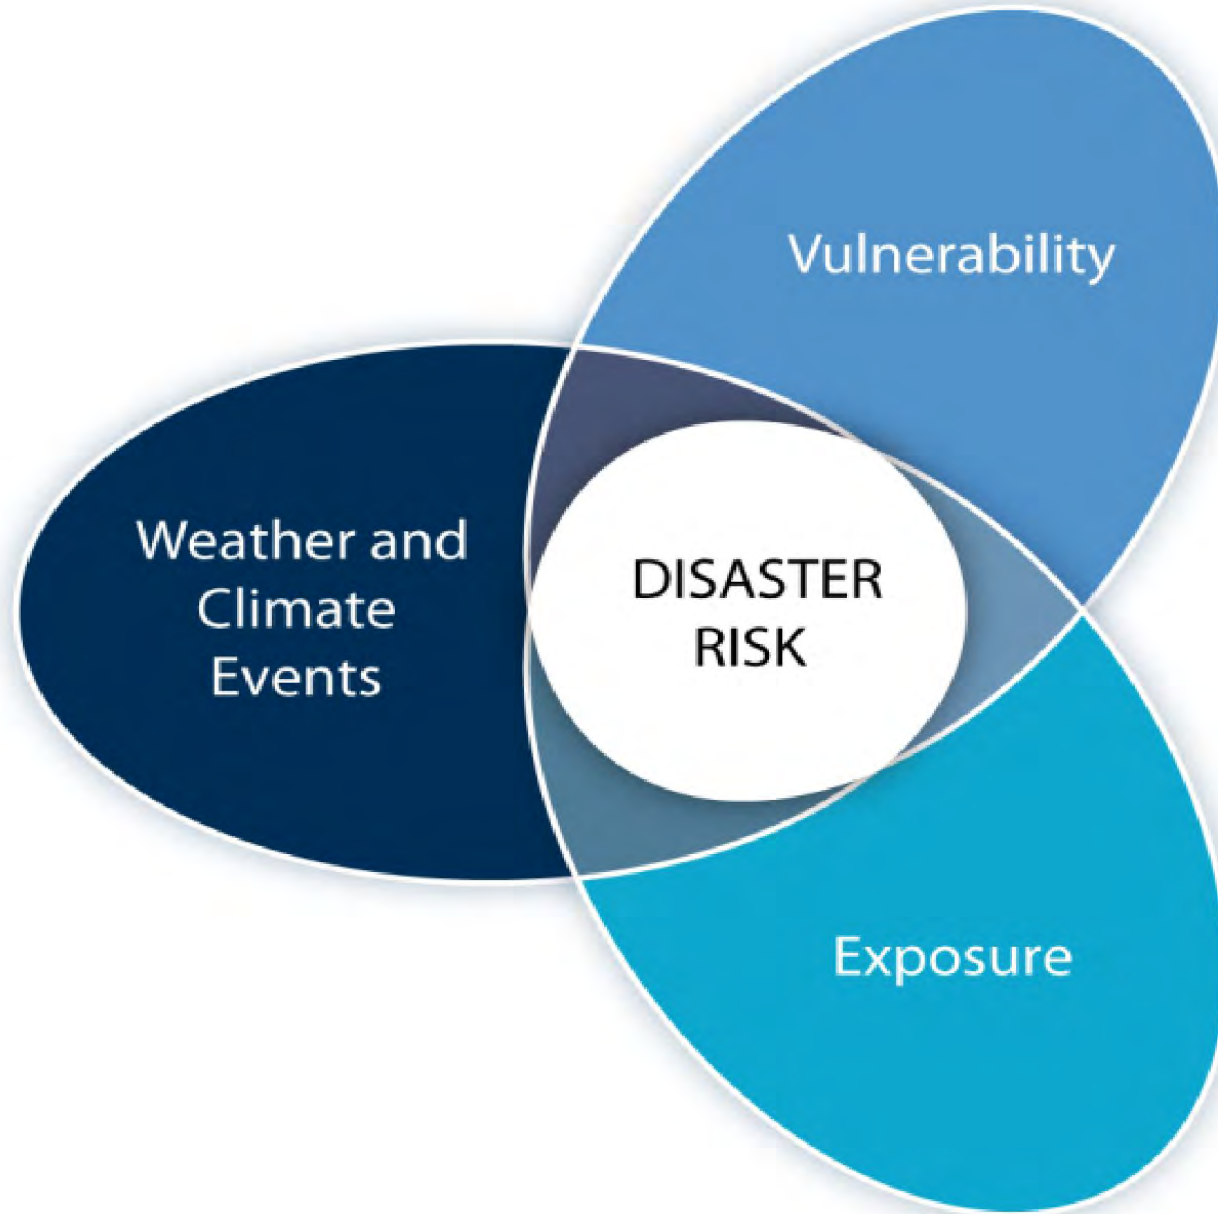 Vulnerability
Weather and
Climate
Events
DISASTER
RISK
Exposure